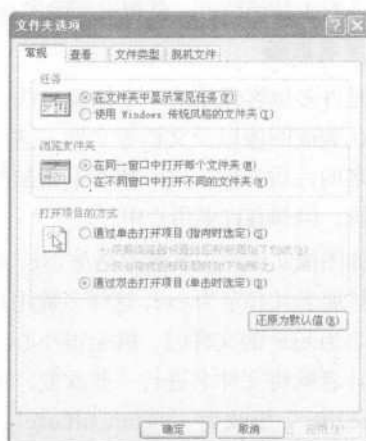 文件夹选项
常规 查看 文件类型 脱机文件
任务
在文件夹中显示常见任务(F)
使用 Windows 传统风格的文件夹(I)
浏览文件夹
在同一窗口中打开每个文件夹(M)
在不同窗口中打开不同的文件夹(W)
打开项目的方式
通过单击打开项目(指向时选定)(S)
通过双击打开项目(单击时选定)(D)
还原为默认值(R)
确定 取消